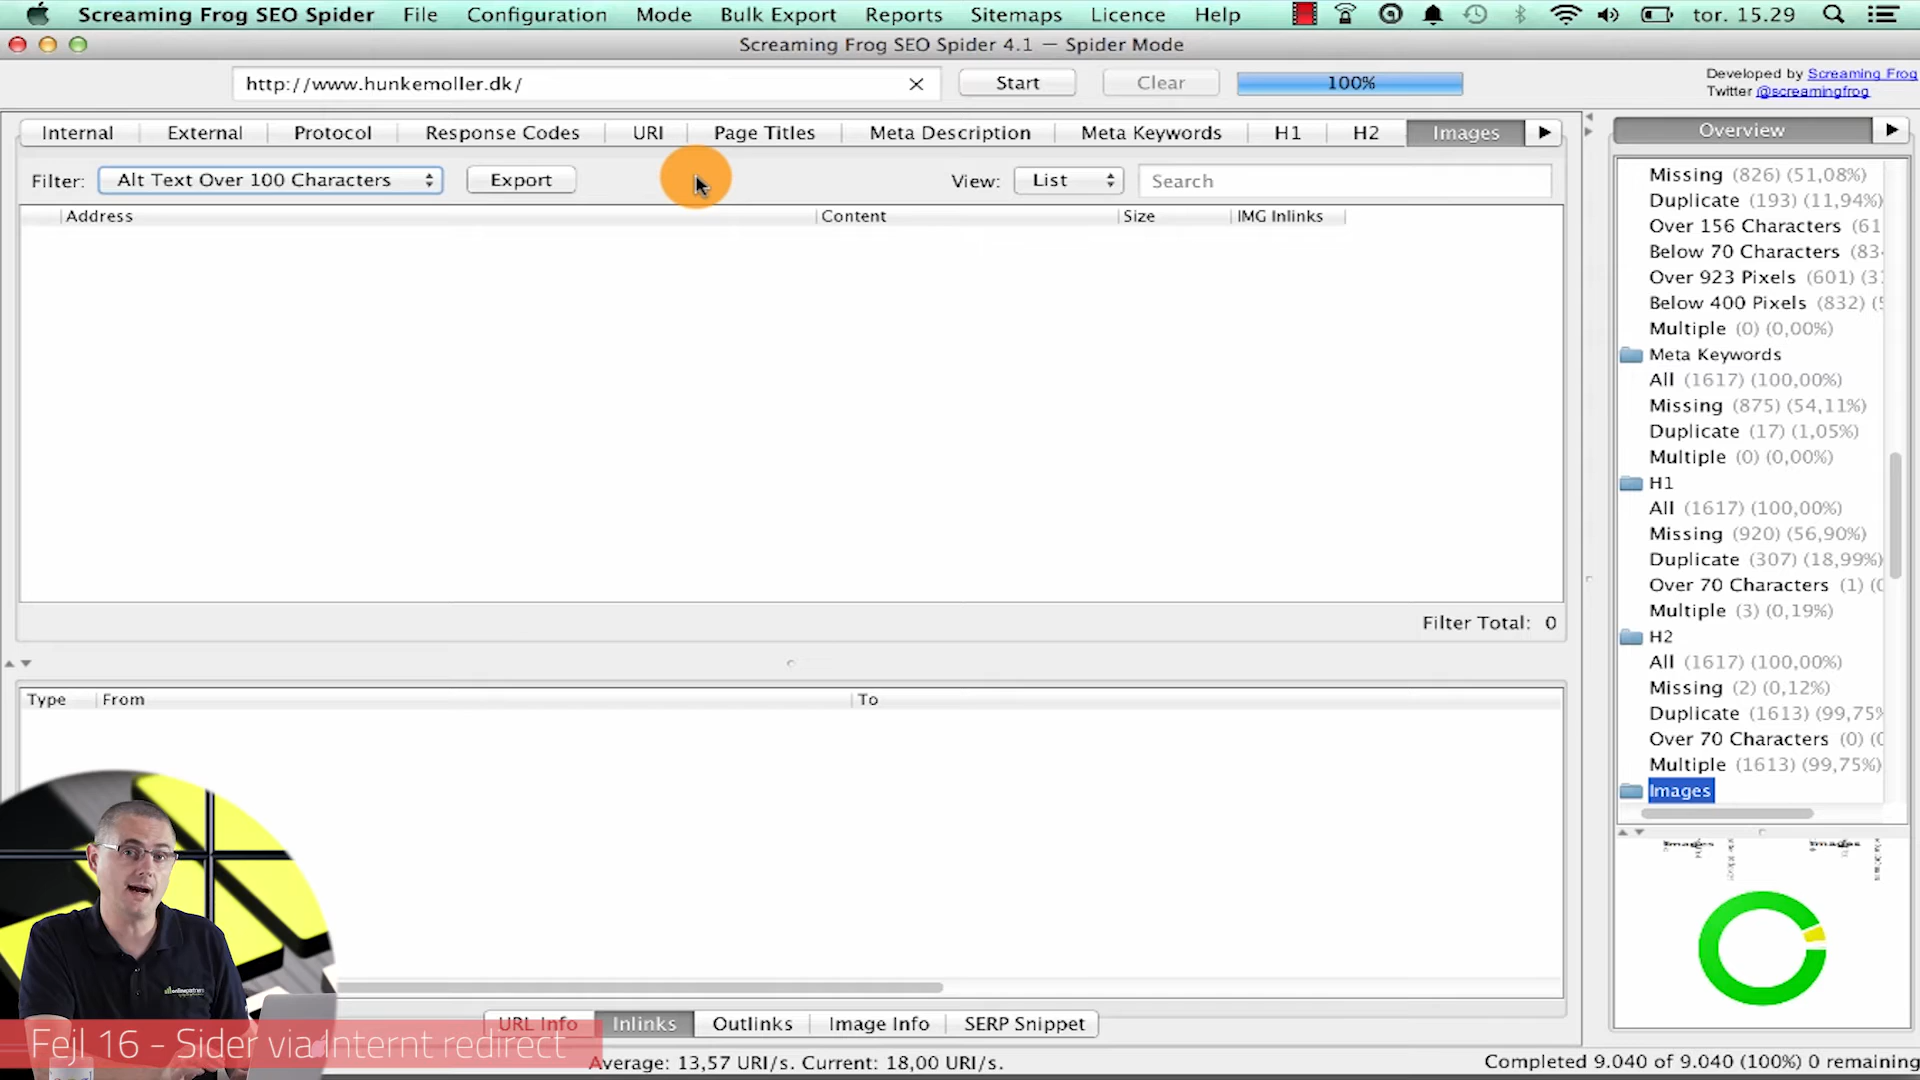 Screaming Frog SEO Spider File Configuration Mode Bulk Export Reports Sitemaps Licence Help tor. 15.29
Screaming Frog SEO Spider 4.1 — Spider Mode
http://www.hunkemoller.dk/ Start Clear 100%
Developed by Screaming Frog
Twitter @screamingfrog
Internal External Protocol Response Codes URI Page Titles Meta Description Meta Keywords H1 H2 Images
Filter: Alt Text Over 100 Characters Export View: List Search
Address Content Size IMG Inlinks
Filter Total: 0
Type From To
URL Info Inlinks Outlinks Image Info SERP Snippet
Overview
Missing (826) (51,08%)
Duplicate (193) (11,94%)
Over 156 Characters (61
Below 70 Characters (83
Over 923 Pixels (601) (3
Below 400 Pixels (832) (
Multiple (0) (0,00%)
Meta Keywords
All (1617) (100,00%)
Missing (875) (54,11%)
Duplicate (17) (1,05%)
Multiple (0) (0,00%)
H1
All (1617) (100,00%)
Missing (920) (56,90%)
Duplicate (307) (18,99%)
Over 70 Characters (1) (0
Multiple (3) (0,19%)
H2
All (1617) (100,00%)
Missing (2) (0,12%)
Duplicate (1613) (99,75%
Over 70 Characters (0) (0
Multiple (1613) (99,75%)
Images
Fejl 16 - Sider via Internt redirect
Average: 13,57 URI/s. Current: 18,00 URI/s.
Completed 9.040 of 9.040 (100%) 0 remaining